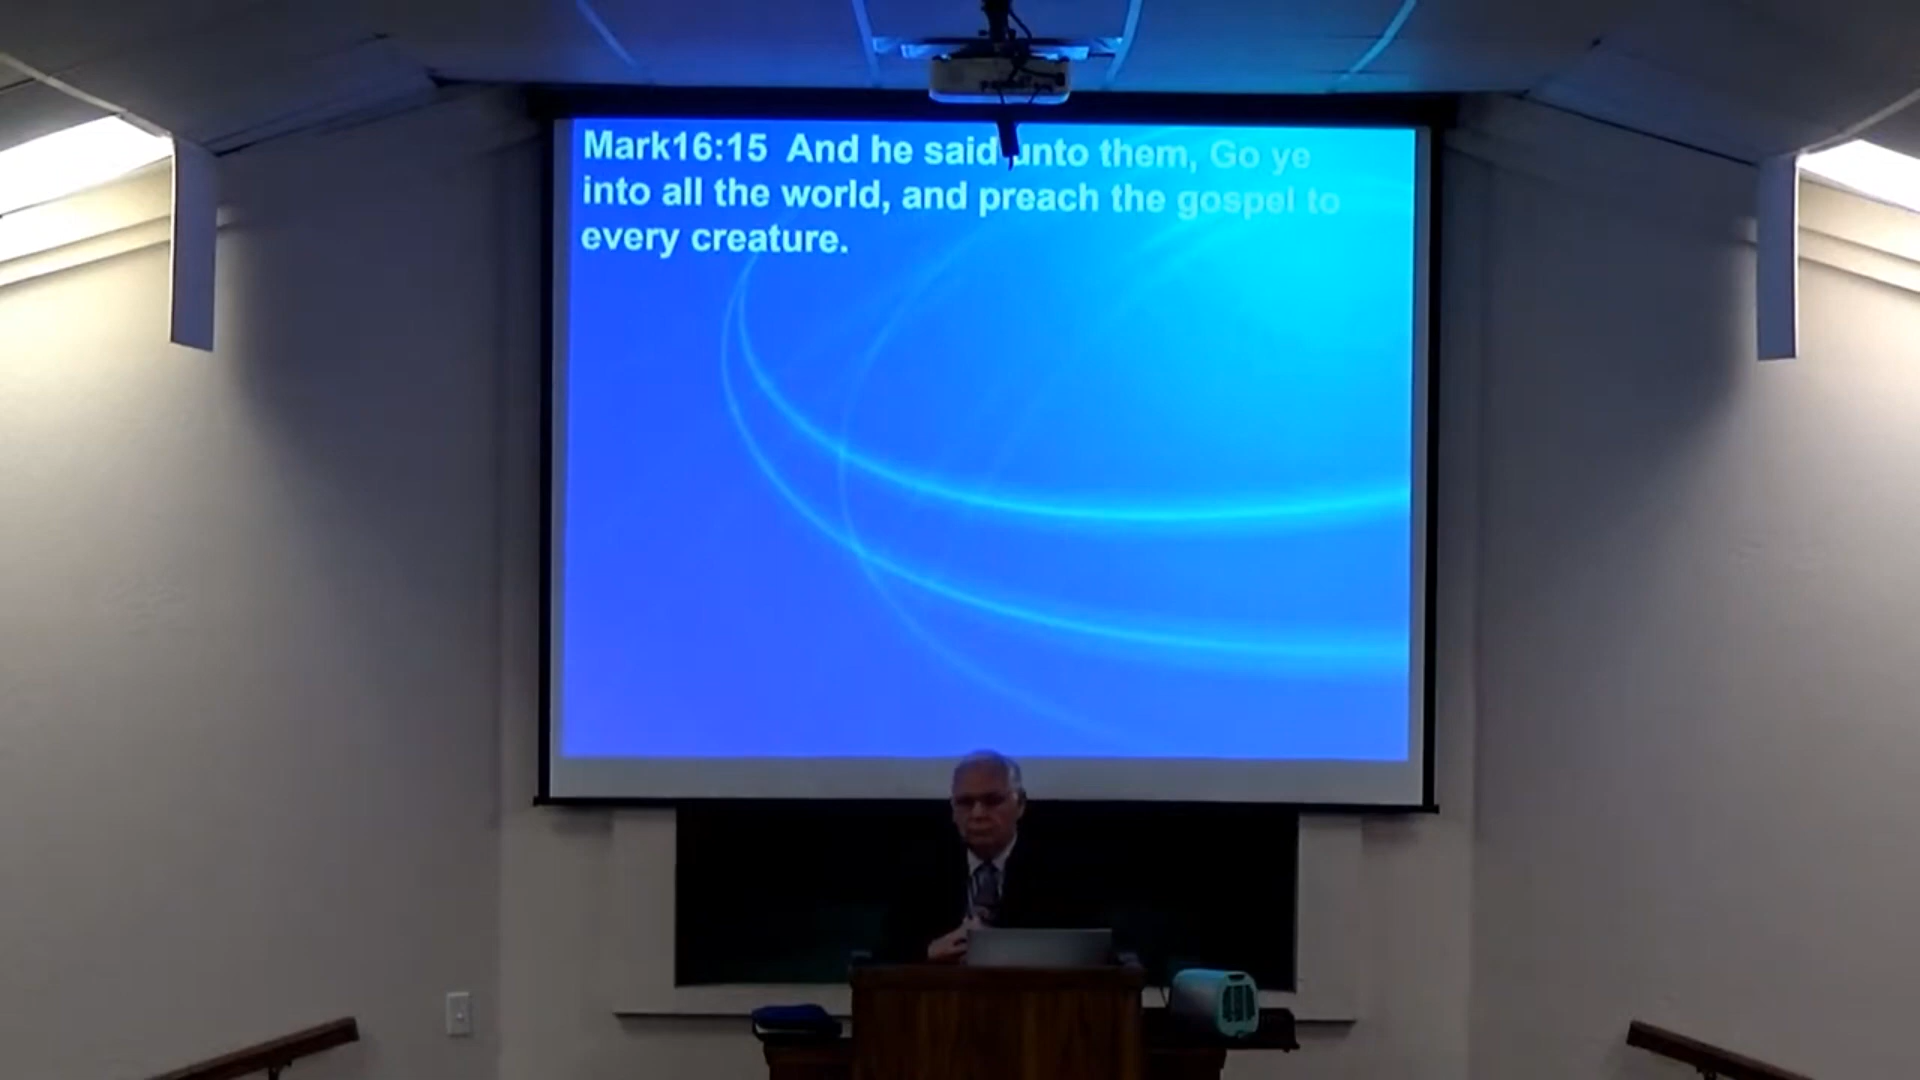 Mark16:15 And he said unto them, Go ye
into all the world, and preach the gospel to
every creature.